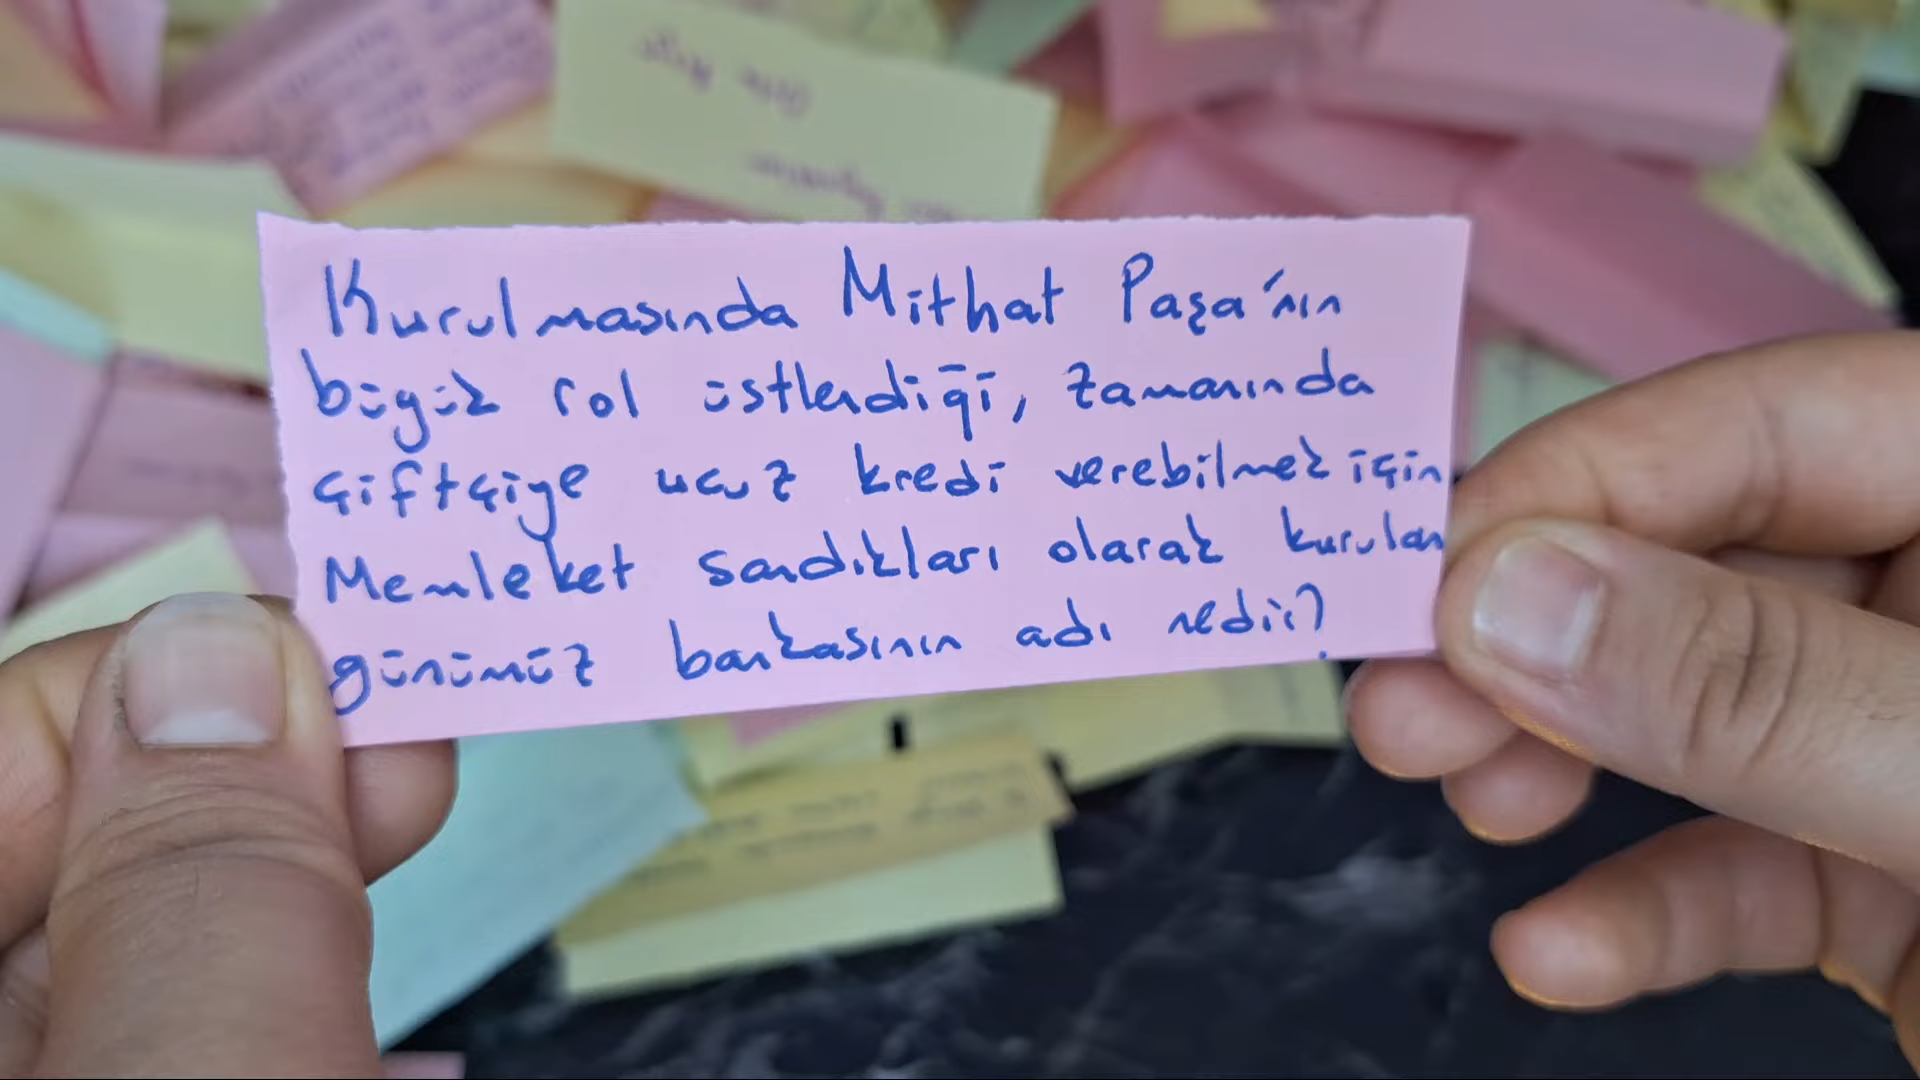 Kurulmasında Mithat Paşa'nın
büyük rol üstlendiği, zamanında
çiftçiye ucuz kredi verebilmek için
Memleket sandıkları olarak kurulan
günümüz bankasının adı nedir?